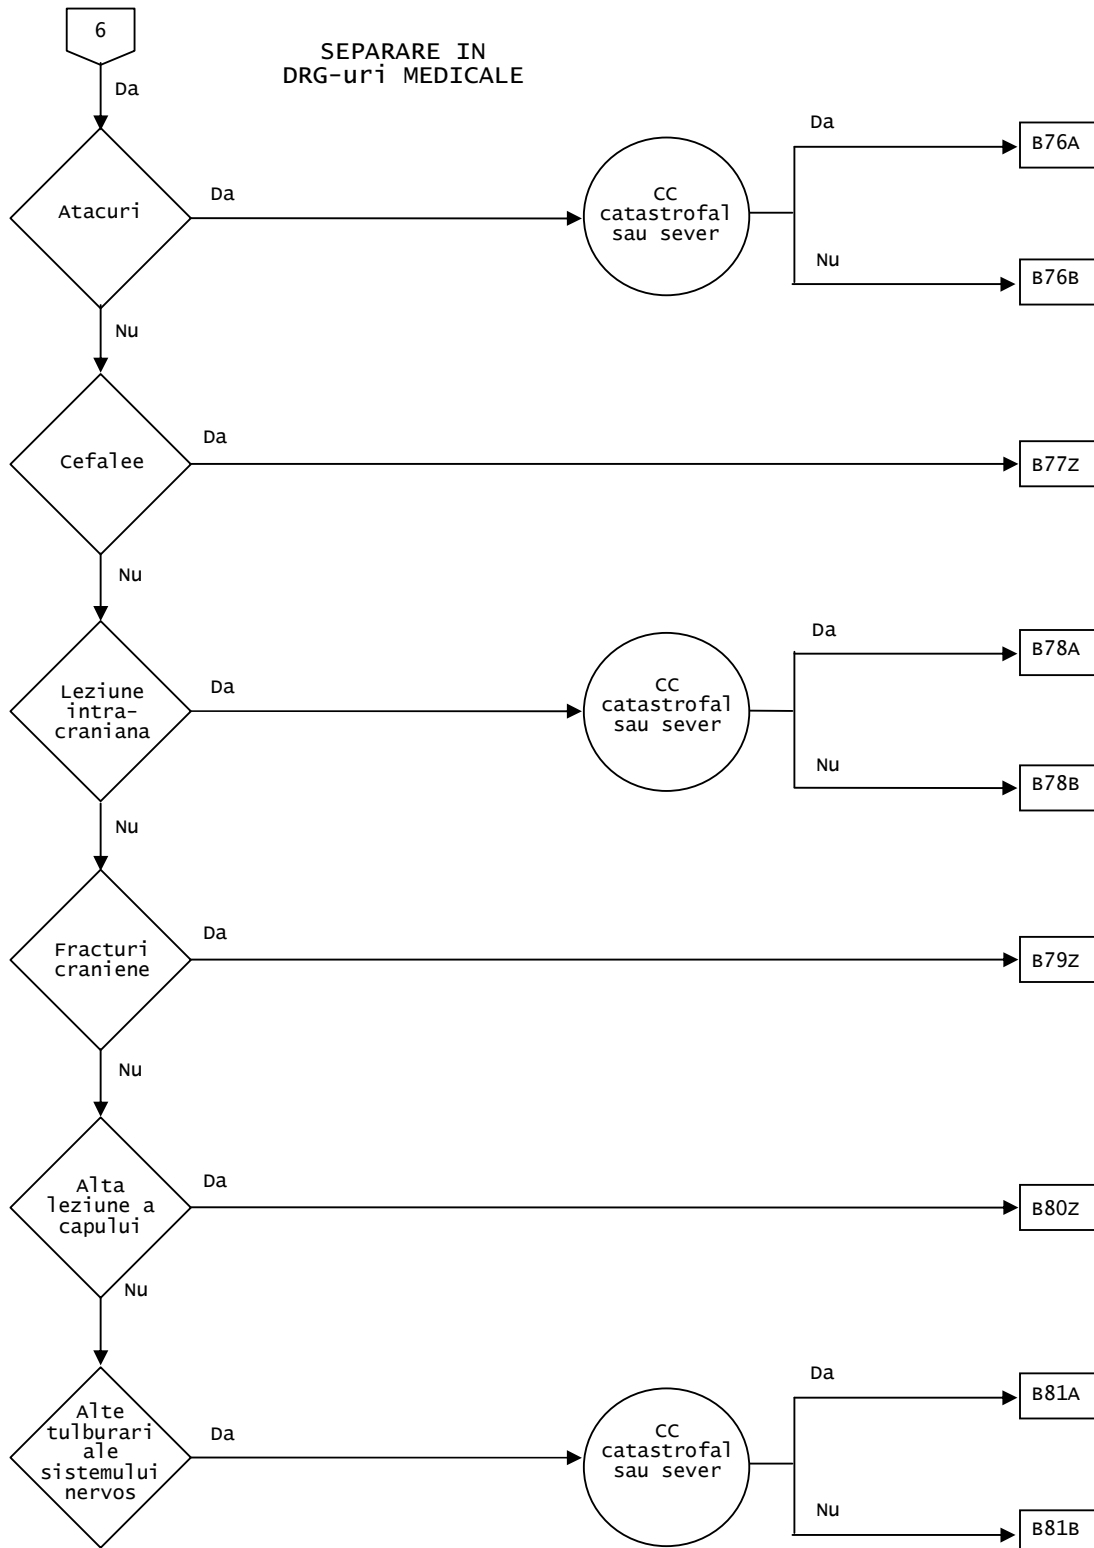 6
SEPARARE IN
DRG-uri MEDICALE
Da
Atacuri
Da
CC
catastrofal
sau sever
Da
B76A
Nu
B76B
Nu
Cefalee
Da
B77Z
Nu
Leziune
intra-
craniana
Da
CC
catastrofal
sau sever
Da
B78A
Nu
B78B
Nu
Fracturi
craniene
Da
B79Z
Nu
Alta
leziune a
capului
Da
B80Z
Nu
Alte
tulburari
ale
sistemului
nervos
Da
CC
catastrofal
sau sever
Da
B81A
Nu
B81B